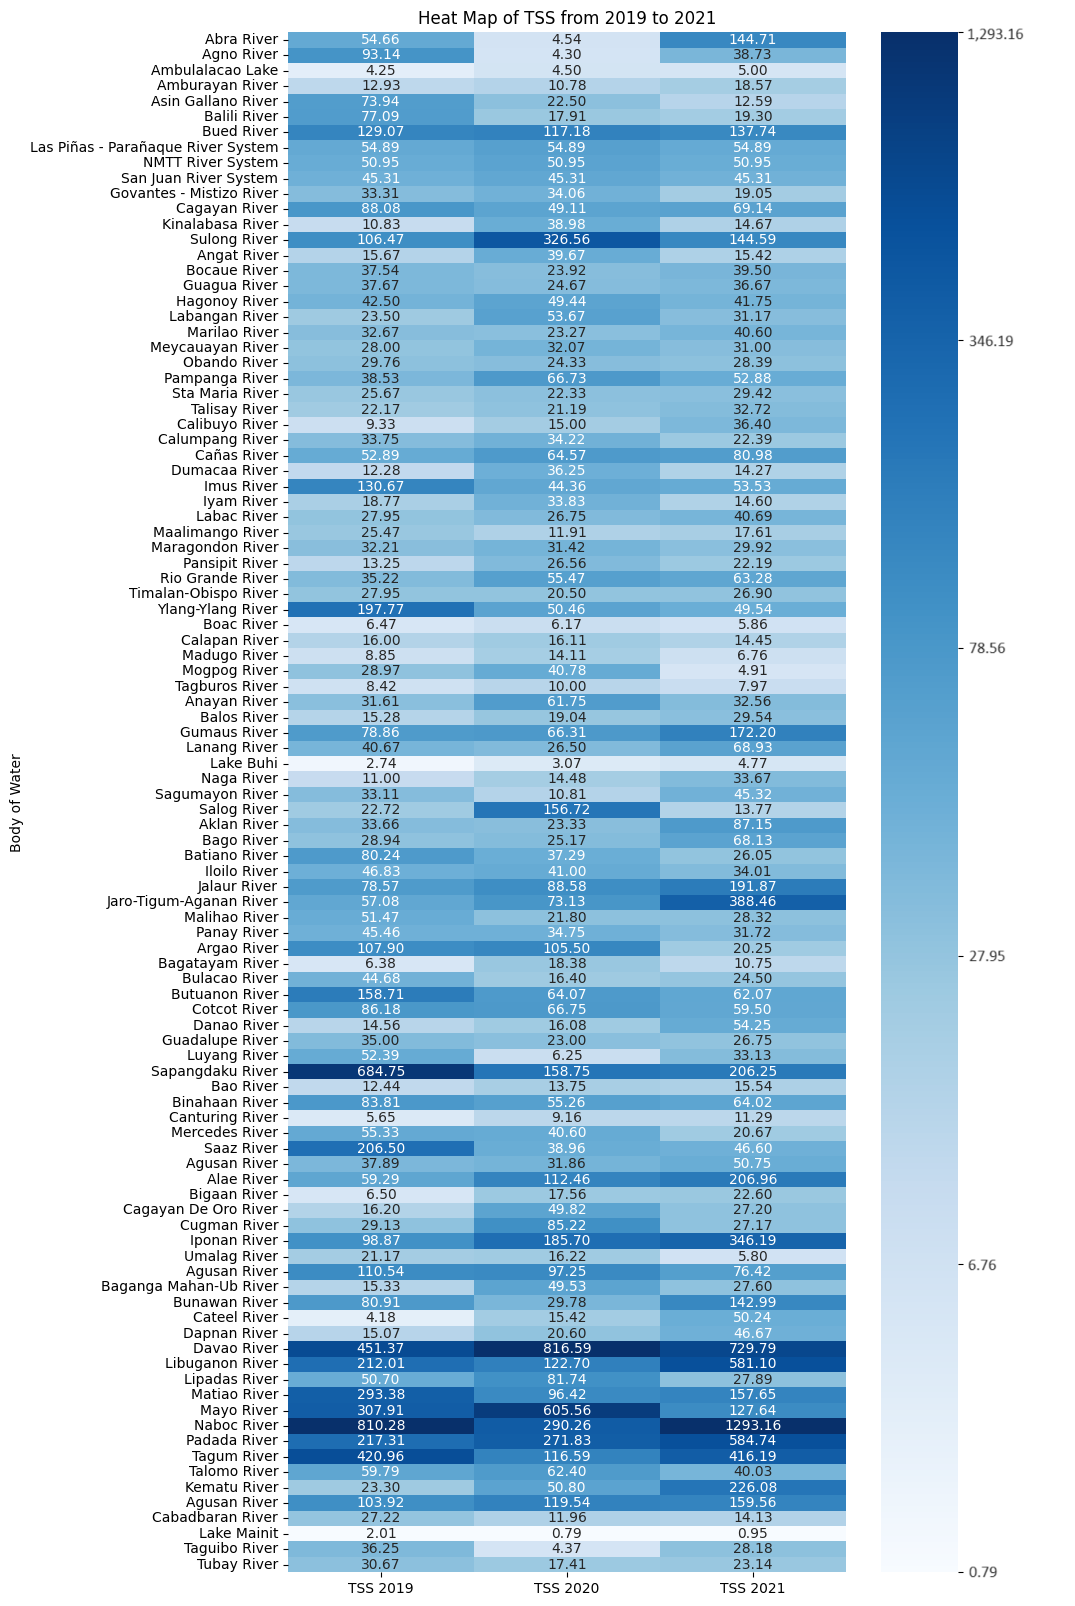 Heat Map of TSS from 2019 to 2021
Body of Water
Abra River 54.66 4.54 144.71
Agno River 93.14 4.30 38.73
Ambulalacao Lake 4.25 4.50 5.00
Amburayan River 12.93 10.78 18.57
Asin Gallano River 73.94 22.50 12.59
Balili River 77.09 17.91 19.30
Bued River 129.07 117.18 137.74
Las Piñas - Parañaque River System 54.89 54.89 54.89
NMTT River System 50.95 50.95 50.95
San Juan River System 45.31 45.31 45.31
Govantes - Mistizo River 33.31 34.06 19.05
Cagayan River 88.08 49.11 69.14
Kinalabasa River 10.83 38.98 14.67
Sulong River 106.47 326.56 144.59
Angat River 15.67 39.67 15.42
Bocaue River 37.54 23.92 39.50
Guagua River 37.67 24.67 36.67
Hagonoy River 42.50 49.44 41.75
Labangan River 23.50 53.67 31.17
Marilao River 32.67 23.27 40.60
Meycauayan River 28.00 32.07 31.00
Obando River 29.76 24.33 28.39
Pampanga River 38.53 66.73 52.88
Sta Maria River 25.67 22.33 29.42
Talisay River 22.17 21.19 32.72
Calibuyo River 9.33 15.00 36.40
Calumpang River 33.75 34.22 22.39
Cañas River 52.89 64.57 80.98
Dumacaa River 12.28 36.25 14.27
Imus River 130.67 44.36 53.53
Iyam River 18.77 33.83 14.60
Labac River 27.95 26.75 40.69
Maalimango River 25.47 11.91 17.61
Maragondon River 32.21 31.42 29.92
Pansipit River 13.25 26.56 22.19
Rio Grande River 35.22 55.47 63.28
Timalan-Obispo River 27.95 20.50 26.90
Ylang-Ylang River 197.77 50.46 49.54
Boac River 6.47 6.17 5.86
Calapan River 16.00 16.11 14.45
Madugo River 8.85 14.11 6.76
Mogpog River 28.97 40.78 4.91
Tagburos River 8.42 10.00 7.97
Anayan River 31.61 61.75 32.56
Balos River 15.28 19.04 29.54
Gumaus River 78.86 66.31 172.20
Lanang River 40.67 26.50 68.93
Lake Buhi 2.74 3.07 4.77
Naga River 11.00 14.48 33.67
Sagumayon River 33.11 10.81 45.32
Salog River 22.72 156.72 13.77
Aklan River 33.66 23.33 87.15
Bago River 28.94 25.17 68.13
Batiano River 80.24 37.29 26.05
Iloilo River 46.83 41.00 34.01
Jalaur River 78.57 88.58 191.87
Jaro-Tigum-Aganan River 57.08 73.13 388.46
Malihao River 51.47 21.80 28.32
Panay River 45.46 34.75 31.72
Argao River 107.90 105.50 20.25
Bagatayam River 6.38 18.38 10.75
Bulacao River 44.68 16.40 24.50
Butuanon River 158.71 64.07 62.07
Cotcot River 86.18 66.75 59.50
Danao River 14.56 16.08 54.25
Guadalupe River 35.00 23.00 26.75
Luyang River 52.39 6.25 33.13
Sapangdaku River 684.75 158.75 206.25
Bao River 12.44 13.75 15.54
Binahaan River 83.81 55.26 64.02
Canturing River 5.65 9.16 11.29
Mercedes River 55.33 40.60 20.67
Saaz River 206.50 38.96 46.60
Agusan River 37.89 31.86 50.75
Alae River 59.29 112.46 206.96
Bigaan River 6.50 17.56 22.60
Cagayan De Oro River 16.20 49.82 27.20
Cugman River 29.13 85.22 27.17
Iponan River 98.87 185.70 346.19
Umalag River 21.17 16.22 5.80
Agusan River 110.54 97.25 76.42
Baganga Mahan-Ub River 15.33 49.53 27.60
Bunawan River 80.91 29.78 142.99
Cateel River 4.18 15.42 50.24
Dapnan River 15.07 20.60 46.67
Davao River 451.37 816.59 729.79
Libuganon River 212.01 122.70 581.10
Lipadas River 50.70 81.74 27.89
Matiao River 293.38 96.42 157.65
Mayo River 307.91 605.56 127.64
Naboc River 810.28 290.26 1293.16
Padada River 217.31 271.83 584.74
Tagum River 420.96 116.59 416.19
Talomo River 59.79 62.40 40.03
Kematu River 23.30 50.80 226.08
Agusan River 103.92 119.54 159.56
Cabadbaran River 27.22 11.96 14.13
Lake Mainit 2.01 0.79 0.95
Taguibo River 36.25 4.37 28.18
Tubay River 30.67 17.41 23.14
TSS 2019 TSS 2020 TSS 2021
1,293.16
346.19
78.56
27.95
6.76
0.79